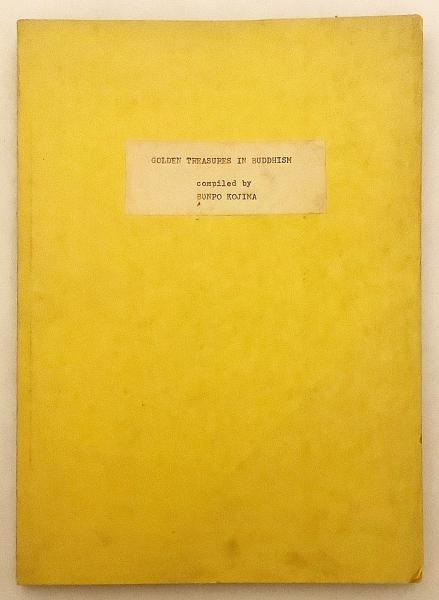 GOLDEN TREASURES IN BUDDHISM
compiled by
BUNPO KOJIMA